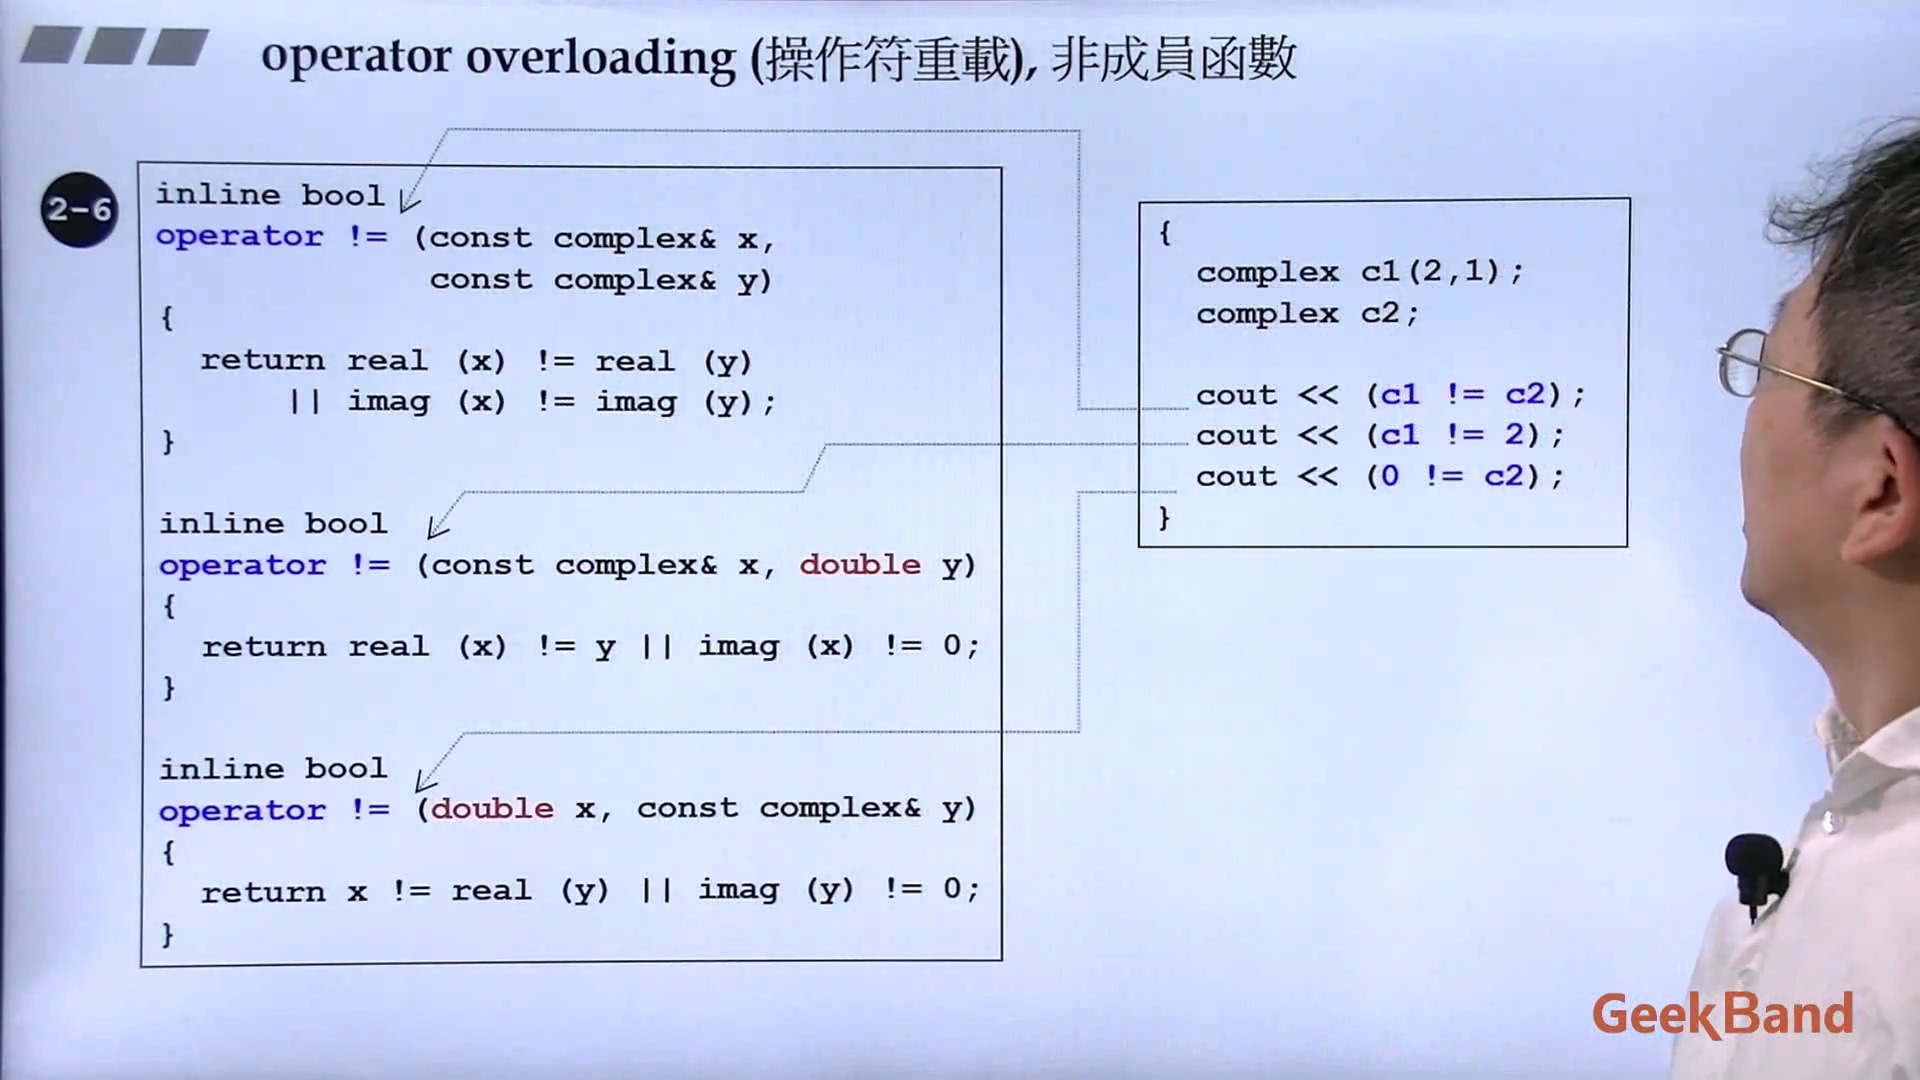 operator overloading (操作符重載), 非成員函數
2-6
inline bool
operator != (const complex& x,
const complex& y)
{
return real (x) != real (y)
|| imag (x) != imag (y);
}
inline bool
operator != (const complex& x, double y)
{
return real (x) != y || imag (x) != 0;
}
inline bool
operator != (double x, const complex& y)
{
return x != real (y) || imag (y) != 0;
}
{
complex c1(2,1);
complex c2;
cout << (c1 != c2);
cout << (c1 != 2);
cout << (0 != c2);
}
GeekBand